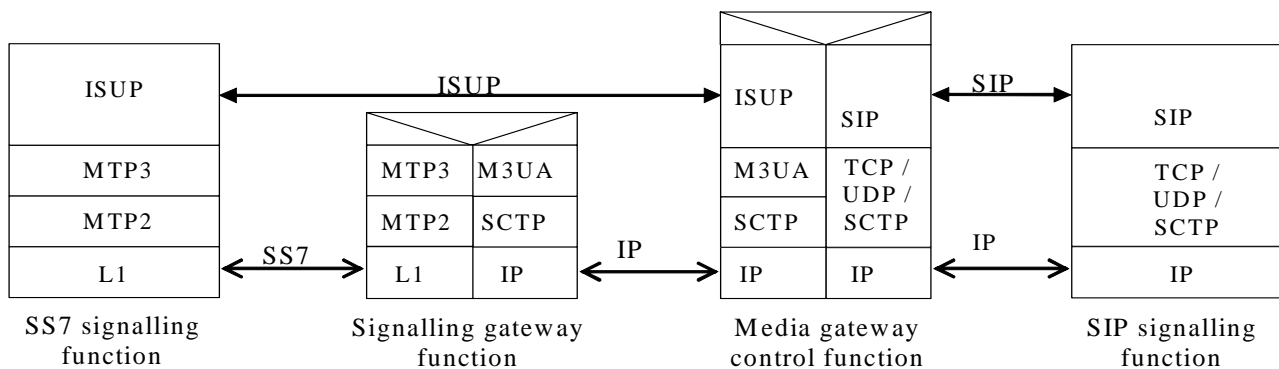 ISUP
MTP3
MTP2
L1
SS7 signalling
function
ISUP
SS7
MTP3 M3UA
MTP2 SCTP
L1 IP
Signalling gateway
function
IP
ISUP
SIP
M3UA
SCTP
TCP /
UDP /
SCTP
IP IP
Media gateway
control function
SIP
IP
SIP
TCP /
UDP /
SCTP
IP
SIP signalling
function